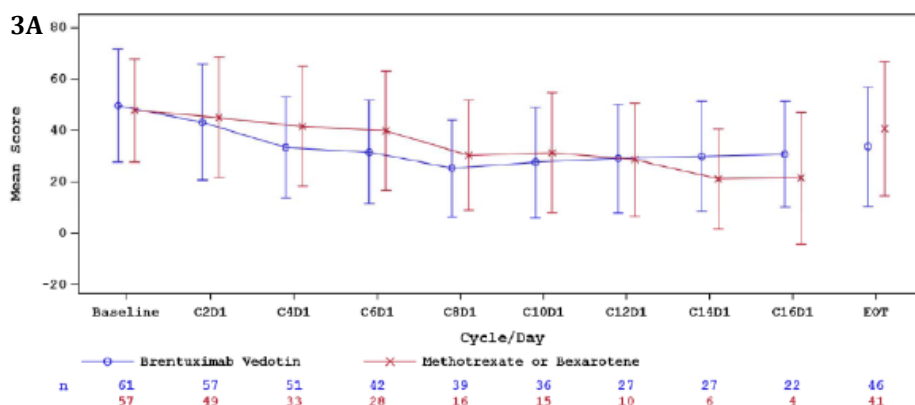 3A
80
60
40
20
0
-20
Mean Score
Baseline C2D1 C4D1 C6D1 C8D1 C10D1 C12D1 C14D1 C16D1 EOT
Cycle/Day
Brentuximab Vedotin Methotrexate or Bexarotene
n 61 57 51 42 39 36 27 27 22 46
57 49 33 28 16 15 10 6 4 41